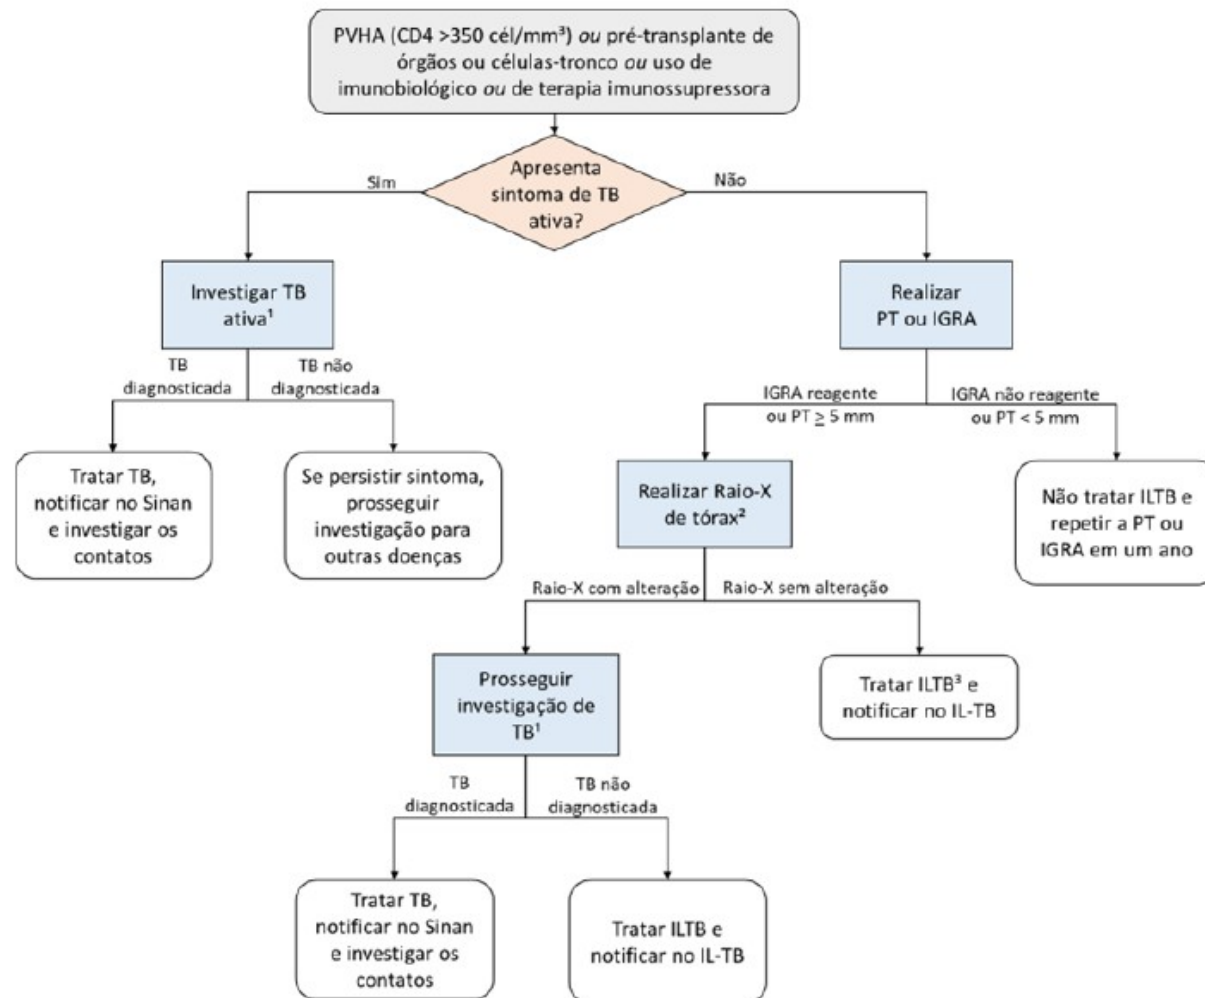 PVHA (CD4 >350 cél/mm³) ou pré-transplante de
órgãos ou células-tronco ou uso de
imunobiológico ou de terapia imunossupressora
Apresenta
sintoma de TB
ativa?
Sim
Não
Investigar TB
ativa¹
Realizar
PT ou IGRA
TB
diagnosticada
TB não
diagnosticada
IGRA reagente
ou PT ≥ 5 mm
IGRA não reagente
ou PT < 5 mm
Tratar TB,
notificar no Sinan
e investigar os
contatos
Se persistir sintoma,
prosseguir
investigação para
outras doenças
Realizar Raio-X
de tórax²
Não tratar ILTB e
repetir a PT ou
IGRA em um ano
Raio-X com alteração
Raio-X sem alteração
Prosseguir
investigação de
TB¹
Tratar ILTB³ e
notificar no IL-TB
TB
diagnosticada
TB não
diagnosticada
Tratar TB,
notificar no Sinan
e investigar os
contatos
Tratar ILTB e
notificar no IL-TB